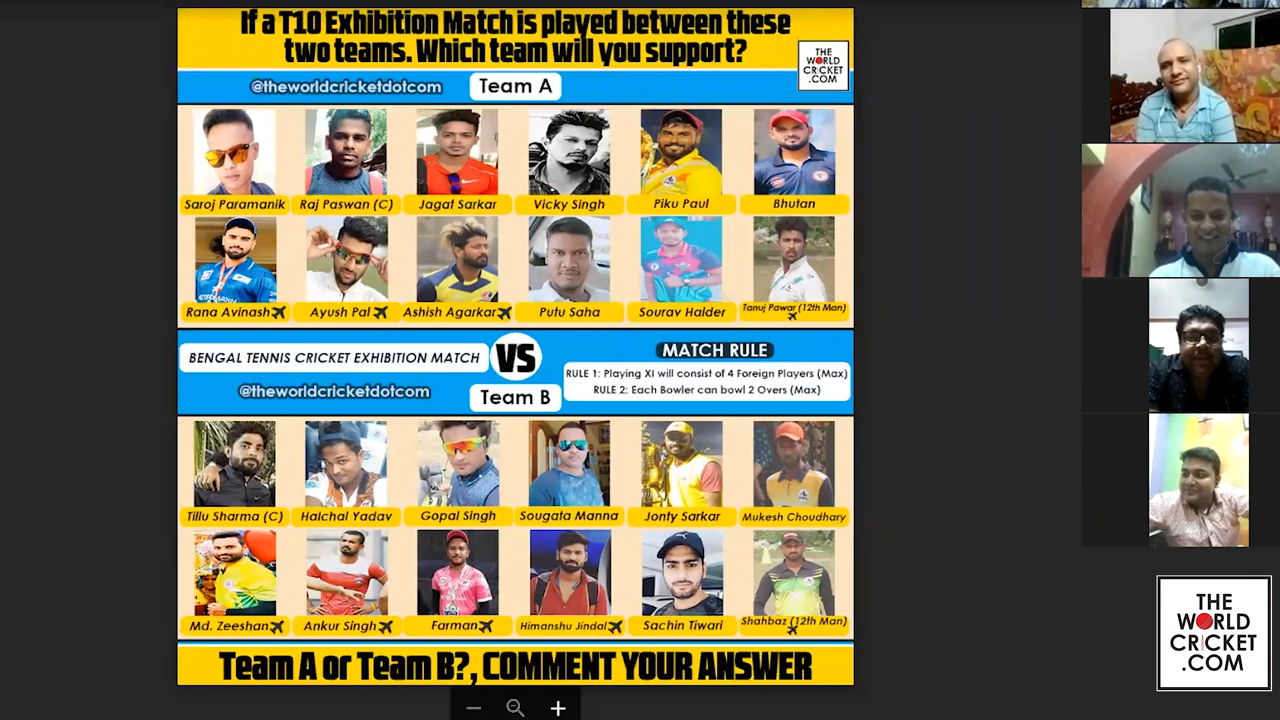 If a T10 Exhibition Match is played between these
two teams. Which team will you support?
THE
WORLD
CRICKET
.COM
@theworldcricketdotcom
Team A
Saroj Paramanik
Raj Paswan (C)
Jagat Sarkar
Vicky Singh
Piku Paul
Bhutan
Rana Avinash
Ayush Pal
Ashish Agarkar
Putu Saha
Sourav Halder
Tanuj Pawar (12th Man)
BENGAL TENNIS CRICKET EXHIBITION MATCH
VS
MATCH RULE
RULE 1: Playing XI will consist of 4 Foreign Players (Max)
RULE 2: Each Bowler can bowl 2 Overs (Max)
@theworldcricketdotcom
Team B
Tillu Sharma (C)
Halchal Yadav
Gopal Singh
Sougata Manna
Jonty Sarkar
Mukesh Choudhary
Md. Zeeshan
Ankur Singh
Farman
Himanshu Jindal
Sachin Tiwari
Shahbaz (12th Man)
Team A or Team B?, COMMENT YOUR ANSWER
THE
WORLD
CRICKET
.COM